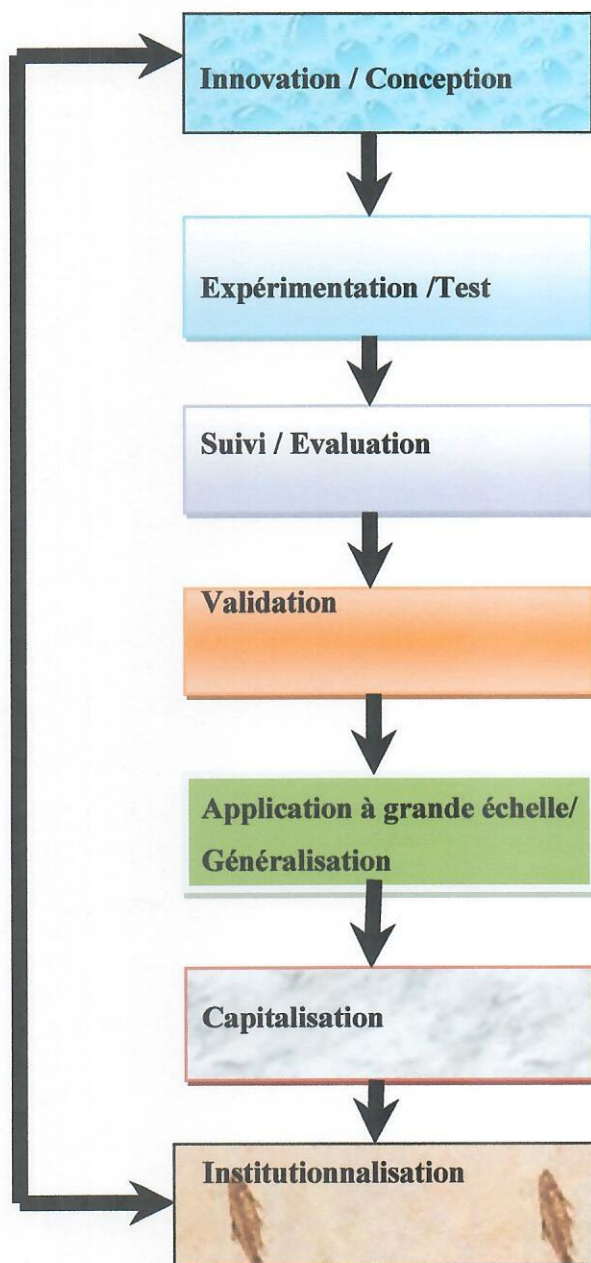 Innovation / Conception
Expérimentation /Test
Suivi / Evaluation
Validation
Application à grande échelle/
Généralisation
Capitalisation
Institutionnalisation